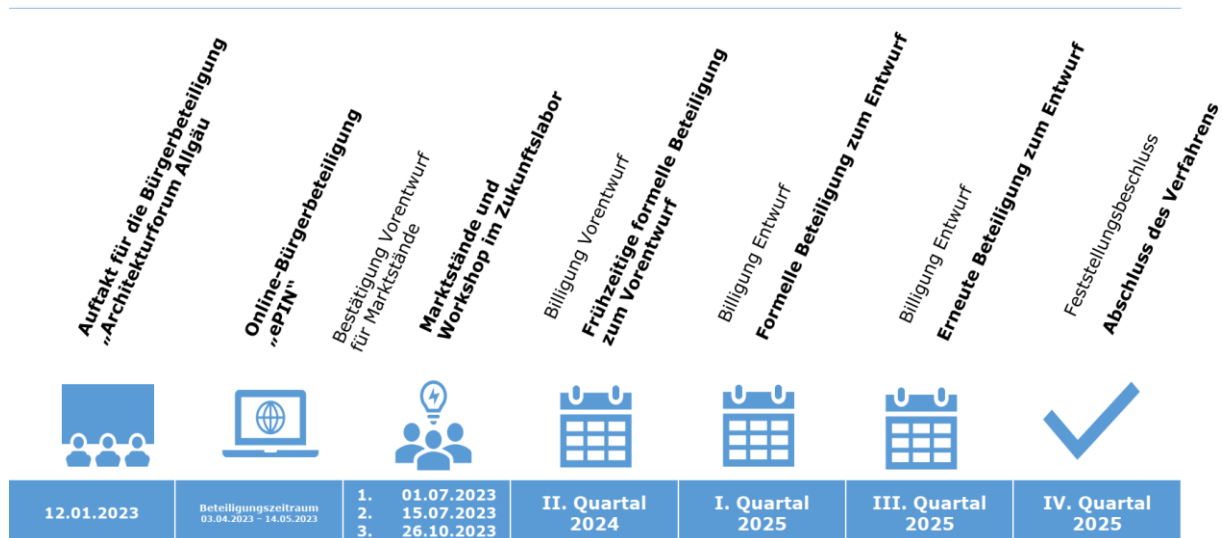 Auftakt für die Bürgerbeteiligung
„Architekturforum Allgäu
Online-Bürgerbeteiligung
„ePIN“
Bestätigung Vorentwurf
für Marktstände
Marktstände und
Workshop im Zukunftslabor
Billigung Vorentwurf
Frühzeitige formelle Beteiligung
zum Vorentwurf
Billigung Entwurf
Formelle Beteiligung zum Entwurf
Billigung Entwurf
Erneute Beteiligung zum Entwurf
Feststellungsbeschluss
Abschluss des Verfahrens
12.01.2023
Beteiligungszeitraum
03.04.2023 – 14.05.2023
1. 01.07.2023
2. 15.07.2023
3. 26.10.2023
II. Quartal
2024
I. Quartal
2025
III. Quartal
2025
IV. Quartal
2025